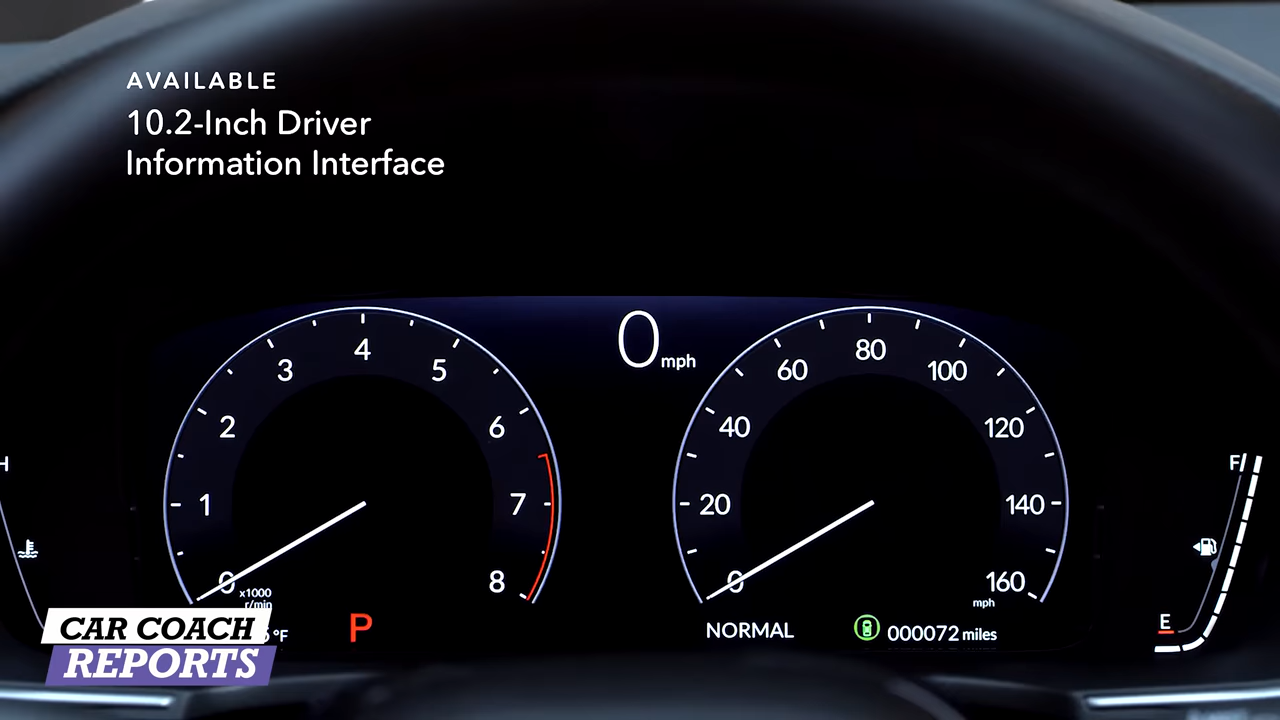 AVAILABLE
10.2-Inch Driver
Information Interface
0 mph
4
3
5
2
6
1
7
0
8
x1000
r/min
80
60
100
40
120
20
140
0
160
mph
H
F
E
°F
P
NORMAL
000072 miles
CAR COACH
REPORTS